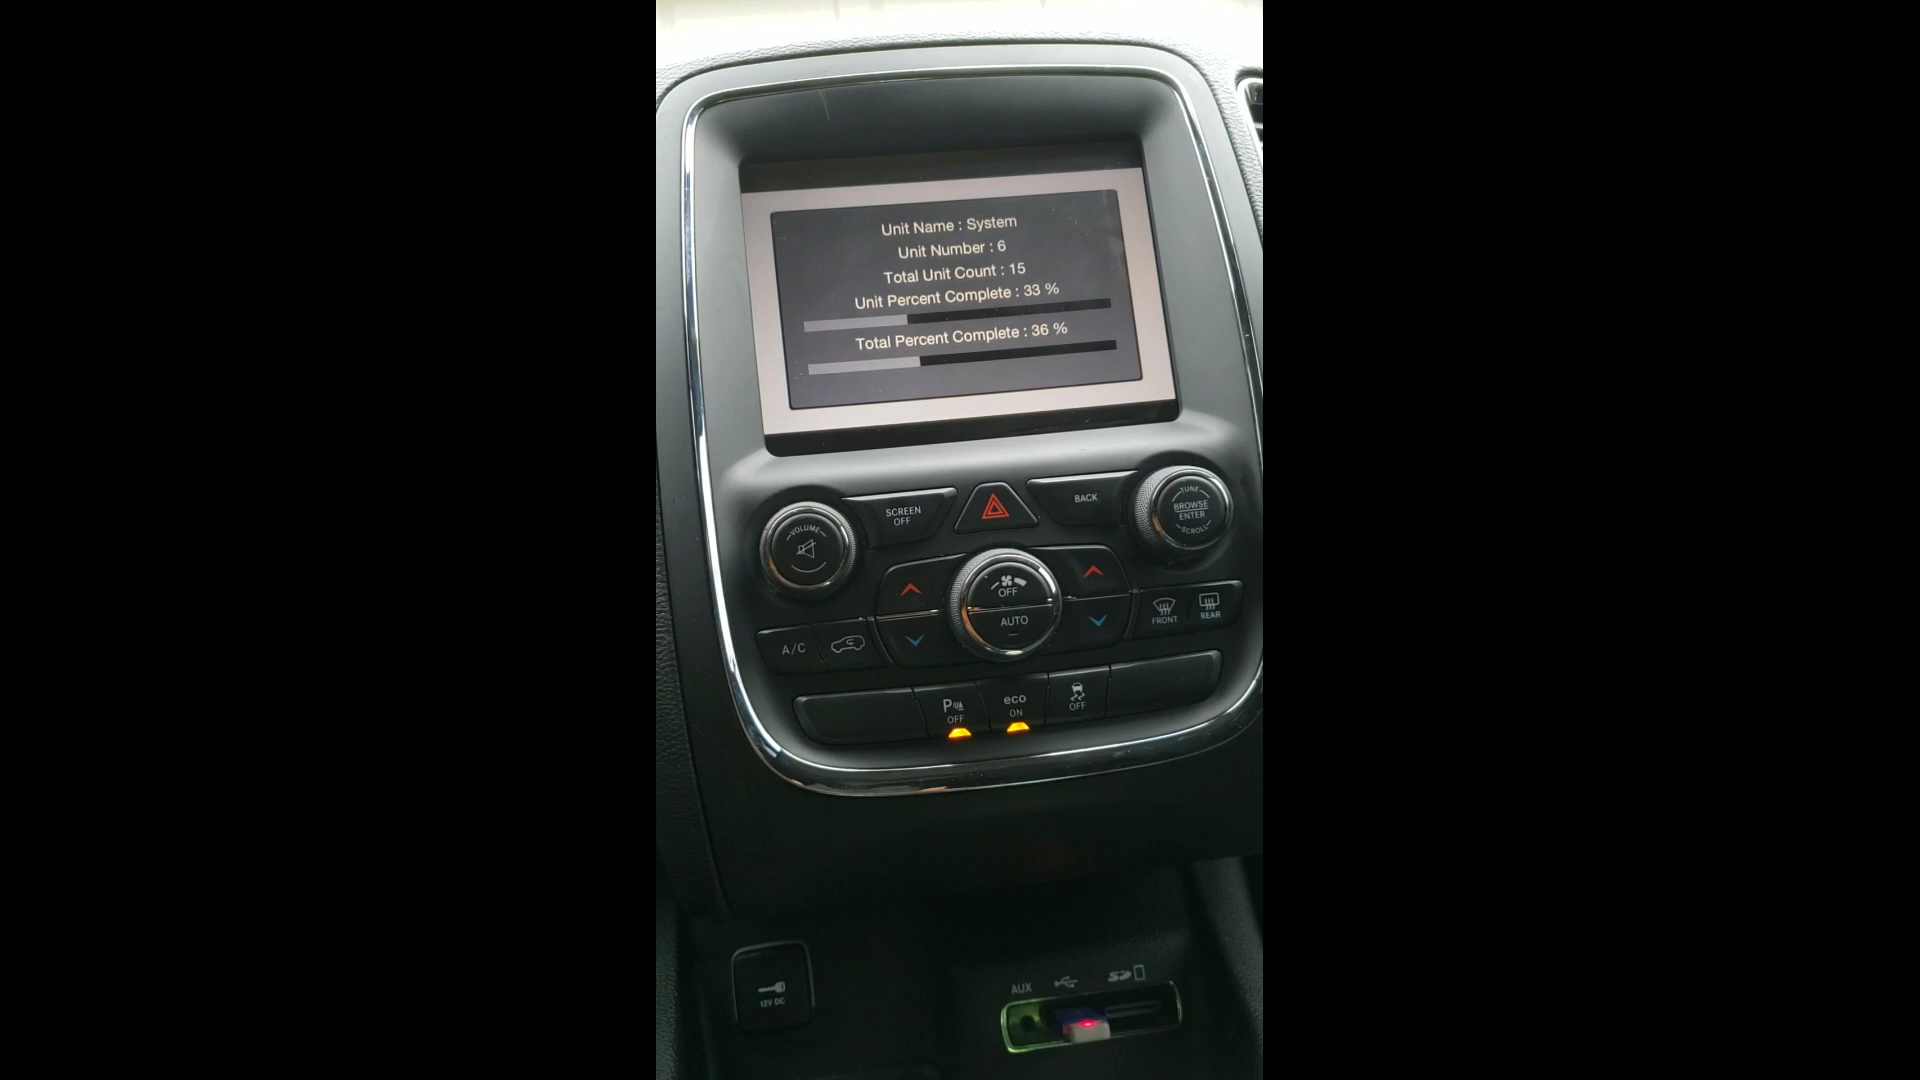 Unit Name : System
Unit Number : 6
Total Unit Count : 15
Unit Percent Complete : 33 %
Total Percent Complete : 36 %
VOLUME
SCREEN
OFF
BACK
TUNE
BROWSE
ENTER
SCROLL
OFF
AUTO
A/C
FRONT
REAR
P
OFF
eco
ON
OFF
12V DC
AUX